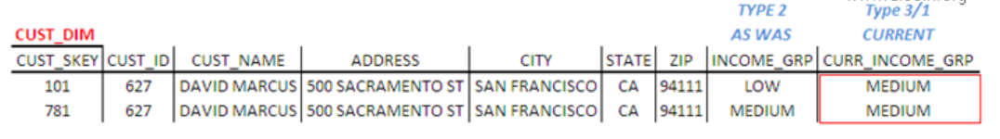 TYPE 2 Type 3/1
CUST_DIM AS WAS CURRENT
CUST_SKEY CUST_ID CUST_NAME ADDRESS CITY STATE ZIP INCOME_GRP CURR_INCOME_GRP
101 627 DAVID MARCUS 500 SACRAMENTO ST SAN FRANCISCO CA 94111 LOW MEDIUM
781 627 DAVID MARCUS 500 SACRAMENTO ST SAN FRANCISCO CA 94111 MEDIUM MEDIUM